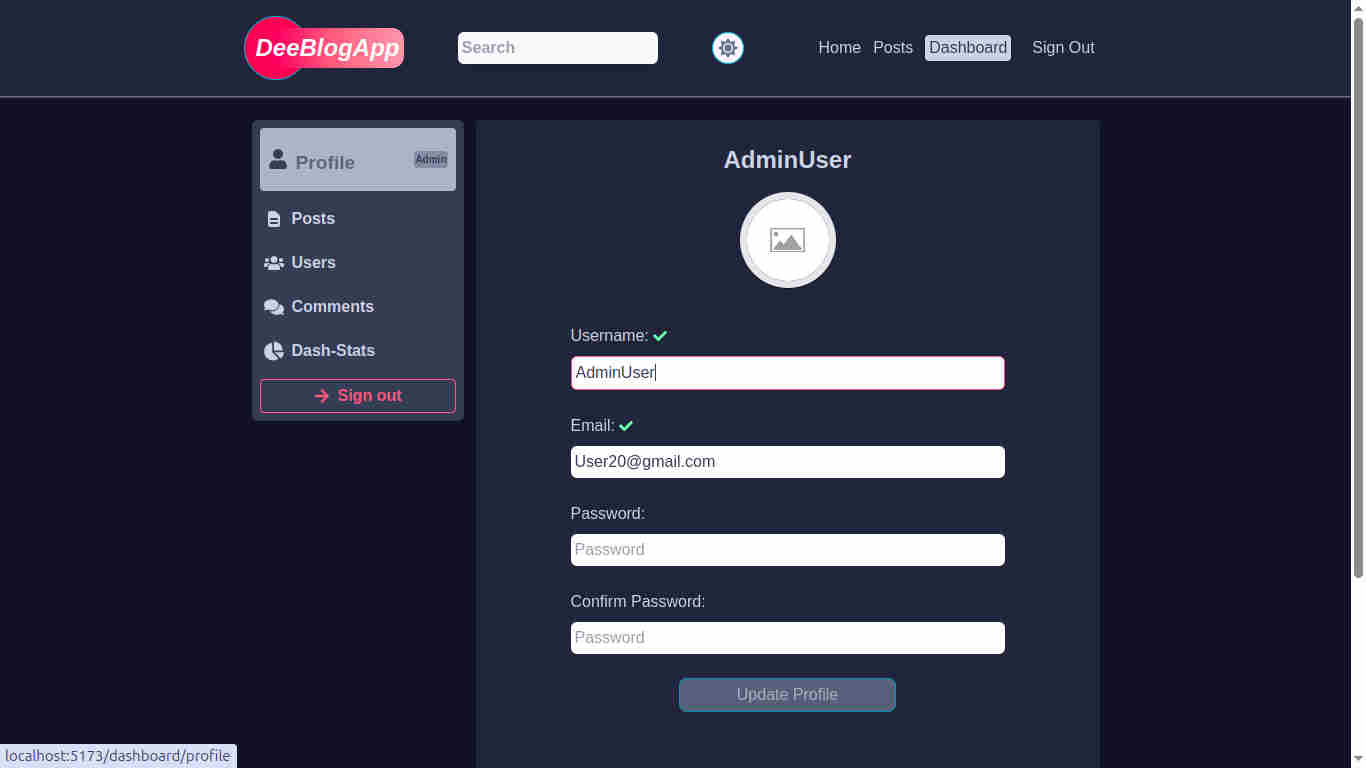 DeeBlogApp
Search
Home Posts Dashboard Sign Out
Profile Admin
Posts
Users
Comments
Dash-Stats
Sign out
AdminUser
Username:
AdminUser
Email:
User20@gmail.com
Password:
Password
Confirm Password:
Password
Update Profile
localhost:5173/dashboard/profile